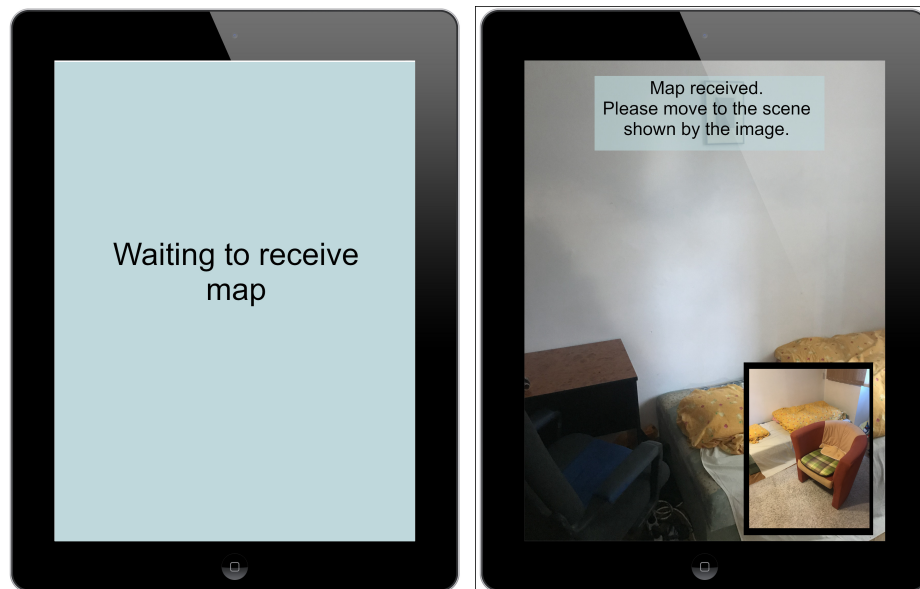 Waiting to receive
map
Map received.
Please move to the scene
shown by the image.